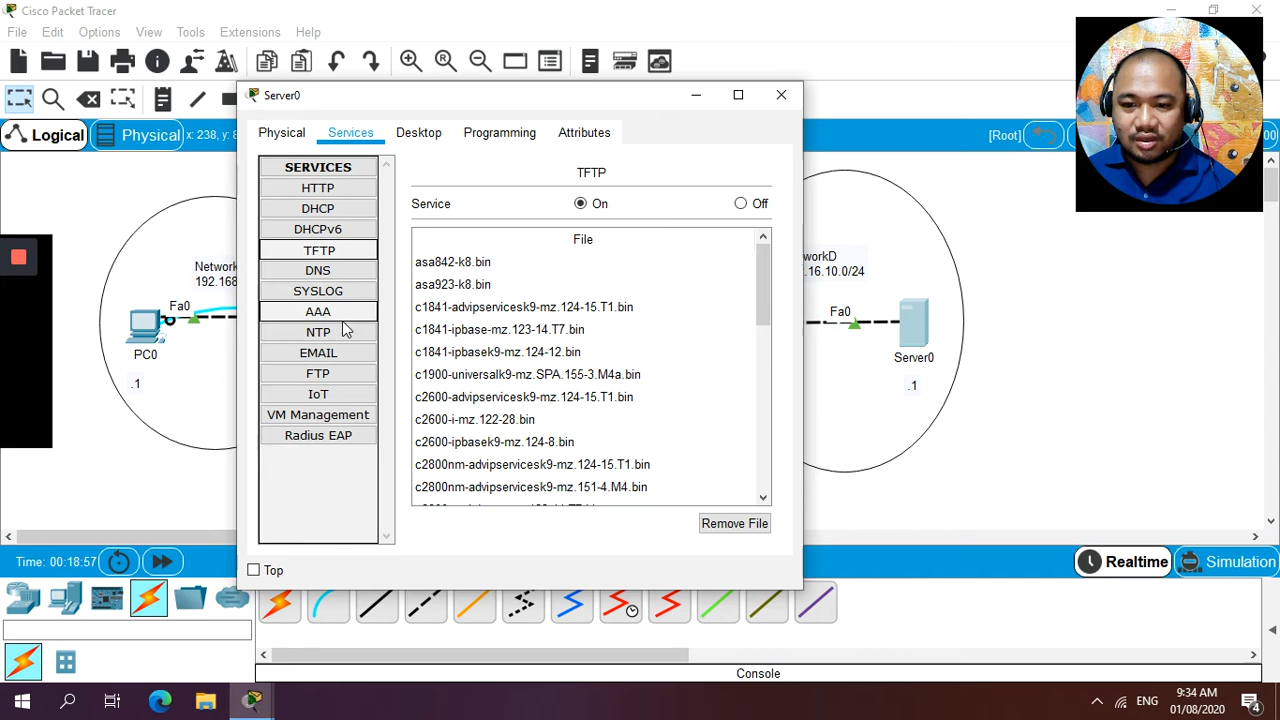 Cisco Packet Tracer
File Edit Options View Tools Extensions Help
Logical
Physical
x: 238, y: 8
[Root]
00
Server0
Physical Services Desktop Programming Attributes
SERVICES
HTTP
DHCP
DHCPv6
TFTP
DNS
SYSLOG
AAA
NTP
EMAIL
FTP
IoT
VM Management
Radius EAP
TFTP
Service On Off
File
asa842-k8.bin
asa923-k8.bin
c1841-advipservicesk9-mz.124-15.T1.bin
c1841-ipbase-mz.123-14.T7.bin
c1841-ipbasek9-mz.124-12.bin
c1900-universalk9-mz.SPA.155-3.M4a.bin
c2600-advipservicesk9-mz.124-15.T1.bin
c2600-i-mz.122-28.bin
c2600-ipbasek9-mz.124-8.bin
c2800nm-advipservicesk9-mz.124-15.T1.bin
c2800nm-advipservicesk9-mz.151-4.M4.bin
Remove File
Top
Network
192.168
Fa0
PC0
.1
workD
.16.10.0/24
Fa0
Server0
.1
Time: 00:18:57
Realtime
Simulation
Console
ENG
9:34 AM
01/08/2020
4